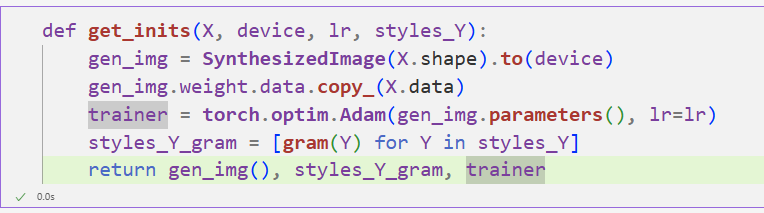 def get_inits(X, device, lr, styles_Y):
    gen_img = SynthesizedImage(X.shape).to(device)
    gen_img.weight.data.copy_(X.data)
    trainer = torch.optim.Adam(gen_img.parameters(), lr=lr)
    styles_Y_gram = [gram(Y) for Y in styles_Y]
    return gen_img(), styles_Y_gram, trainer
✓ 0.0s